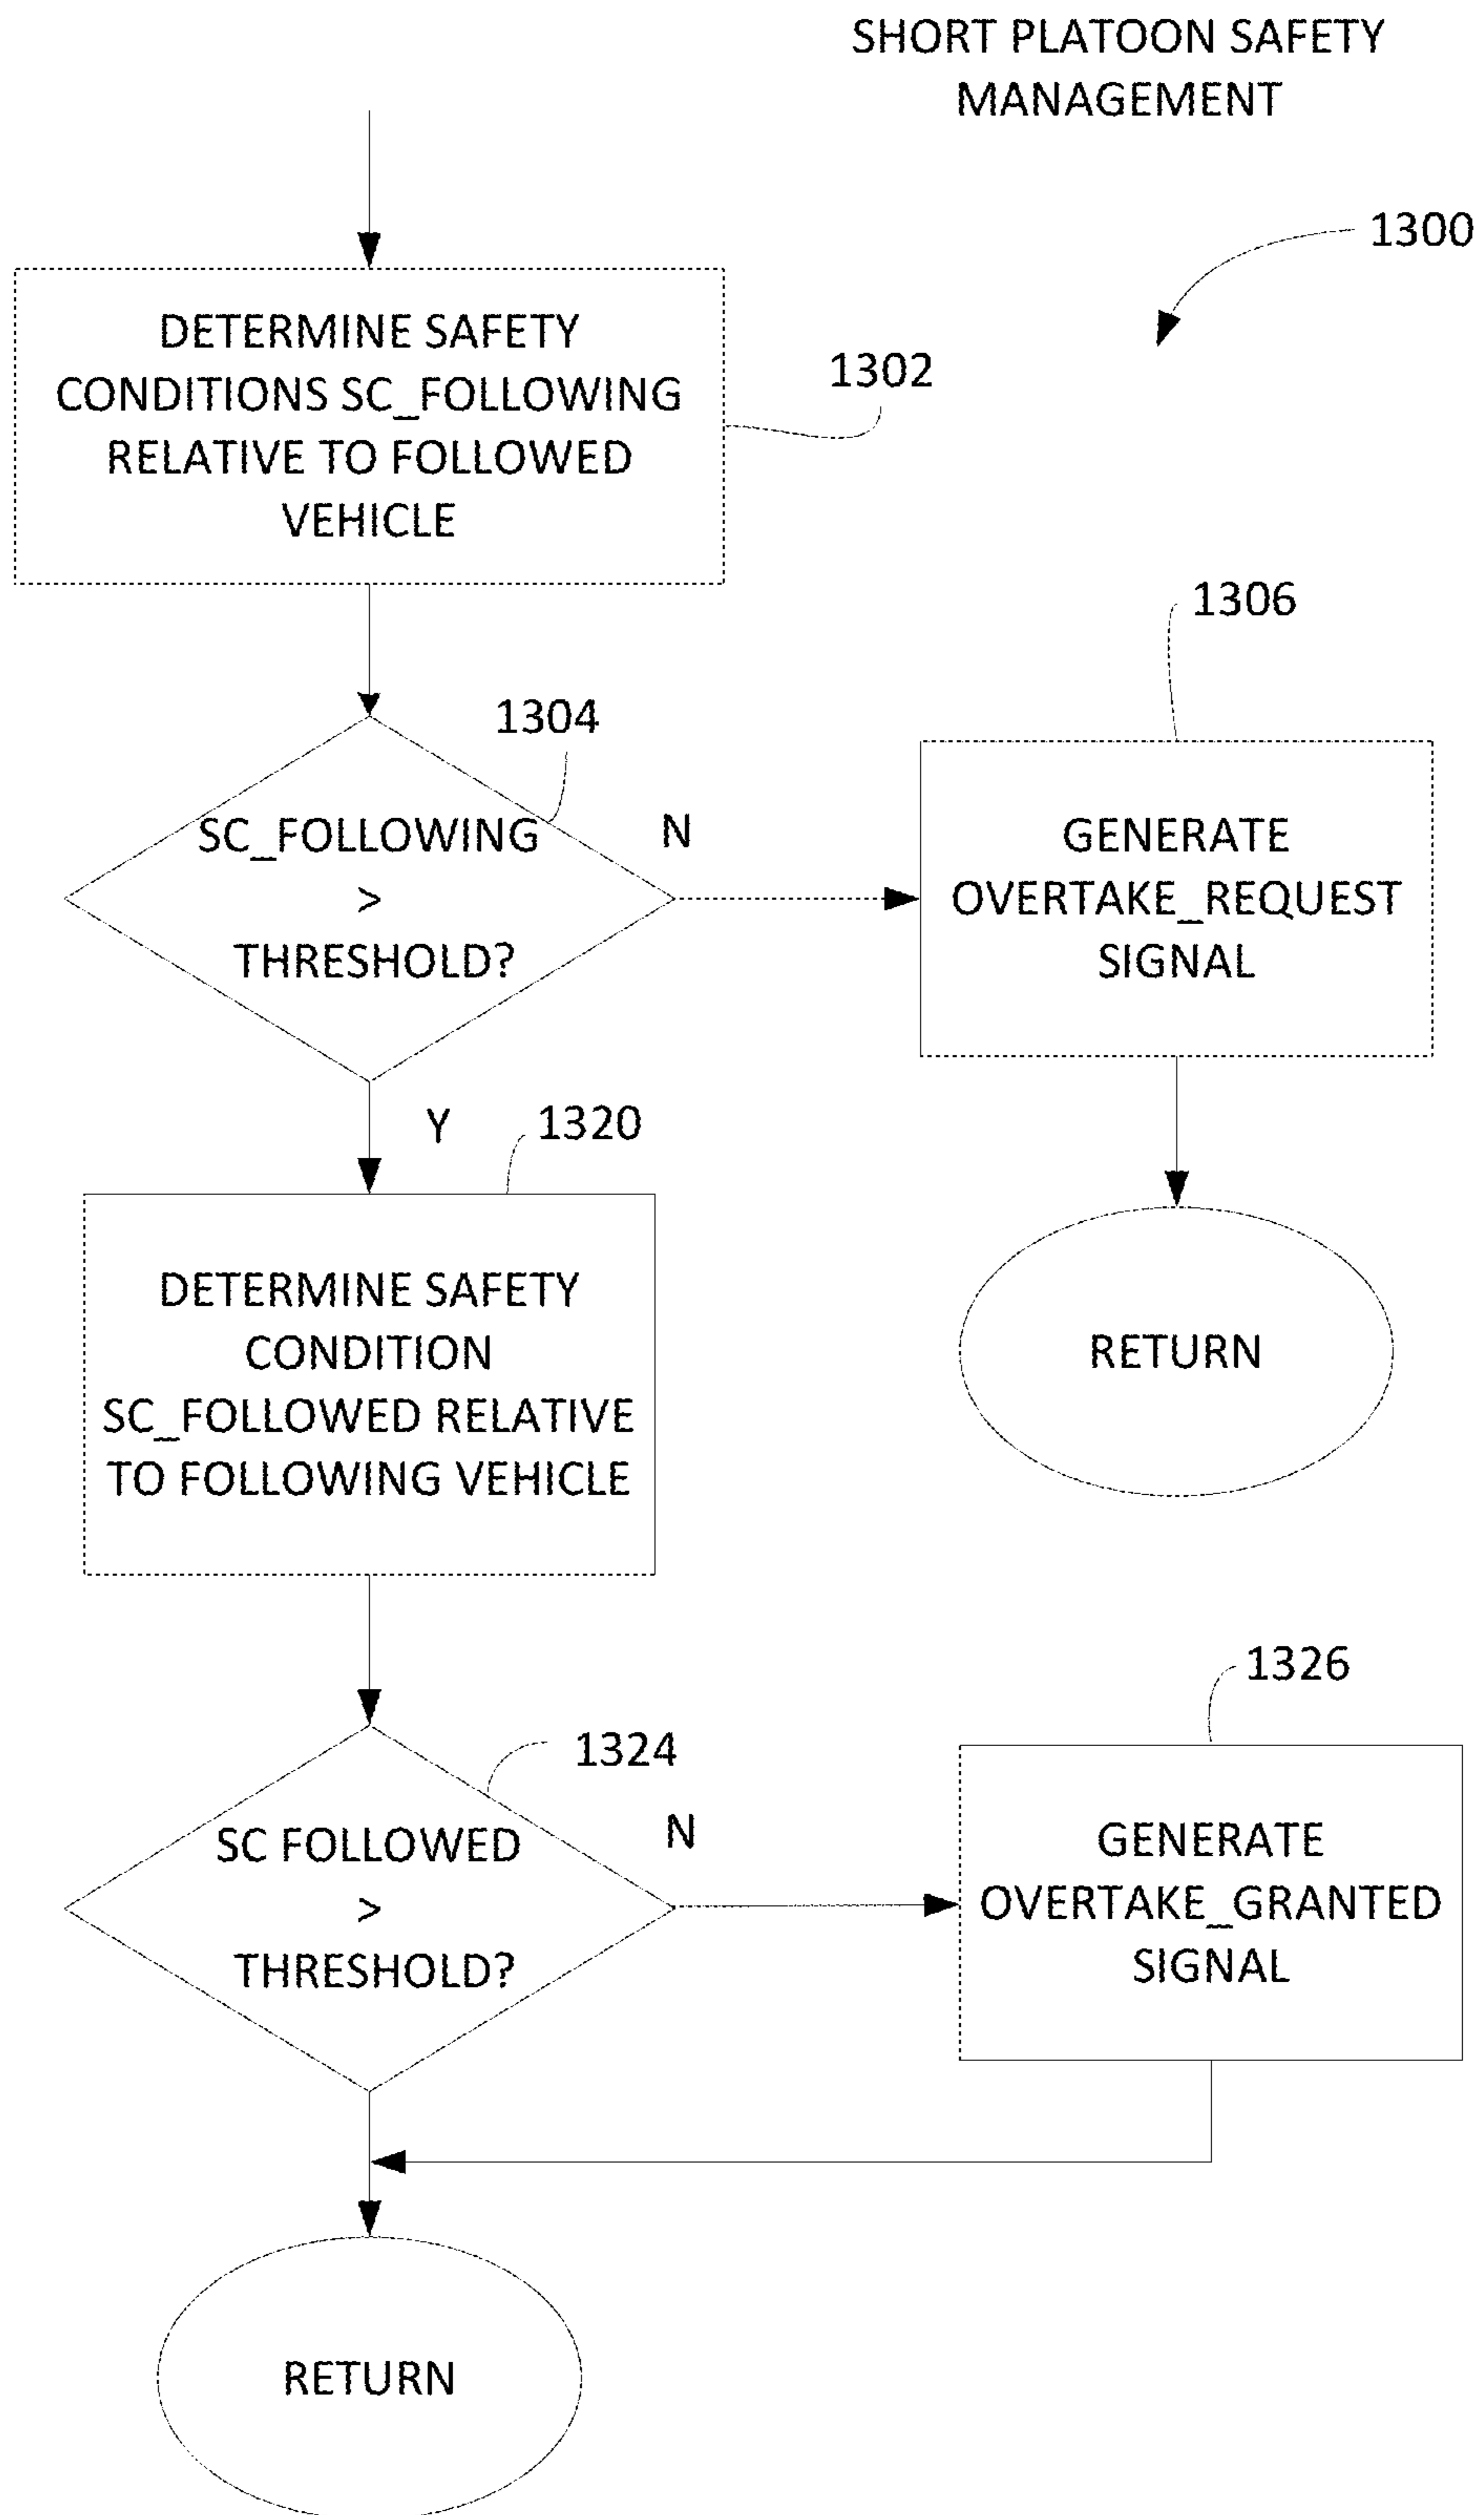 SHORT PLATOON SAFETY
MANAGEMENT
1300
DETERMINE SAFETY
CONDITIONS SC_FOLLOWING
RELATIVE TO FOLLOWED
VEHICLE
1302
1306
1304
SC_FOLLOWING
>
THRESHOLD?
N
GENERATE
OVERTAKE_REQUEST
SIGNAL
Y
1320
DETERMINE SAFETY
CONDITION
SC_FOLLOWED RELATIVE
TO FOLLOWING VEHICLE
RETURN
1326
1324
SC FOLLOWED
>
THRESHOLD?
N
GENERATE
OVERTAKE_GRANTED
SIGNAL
RETURN